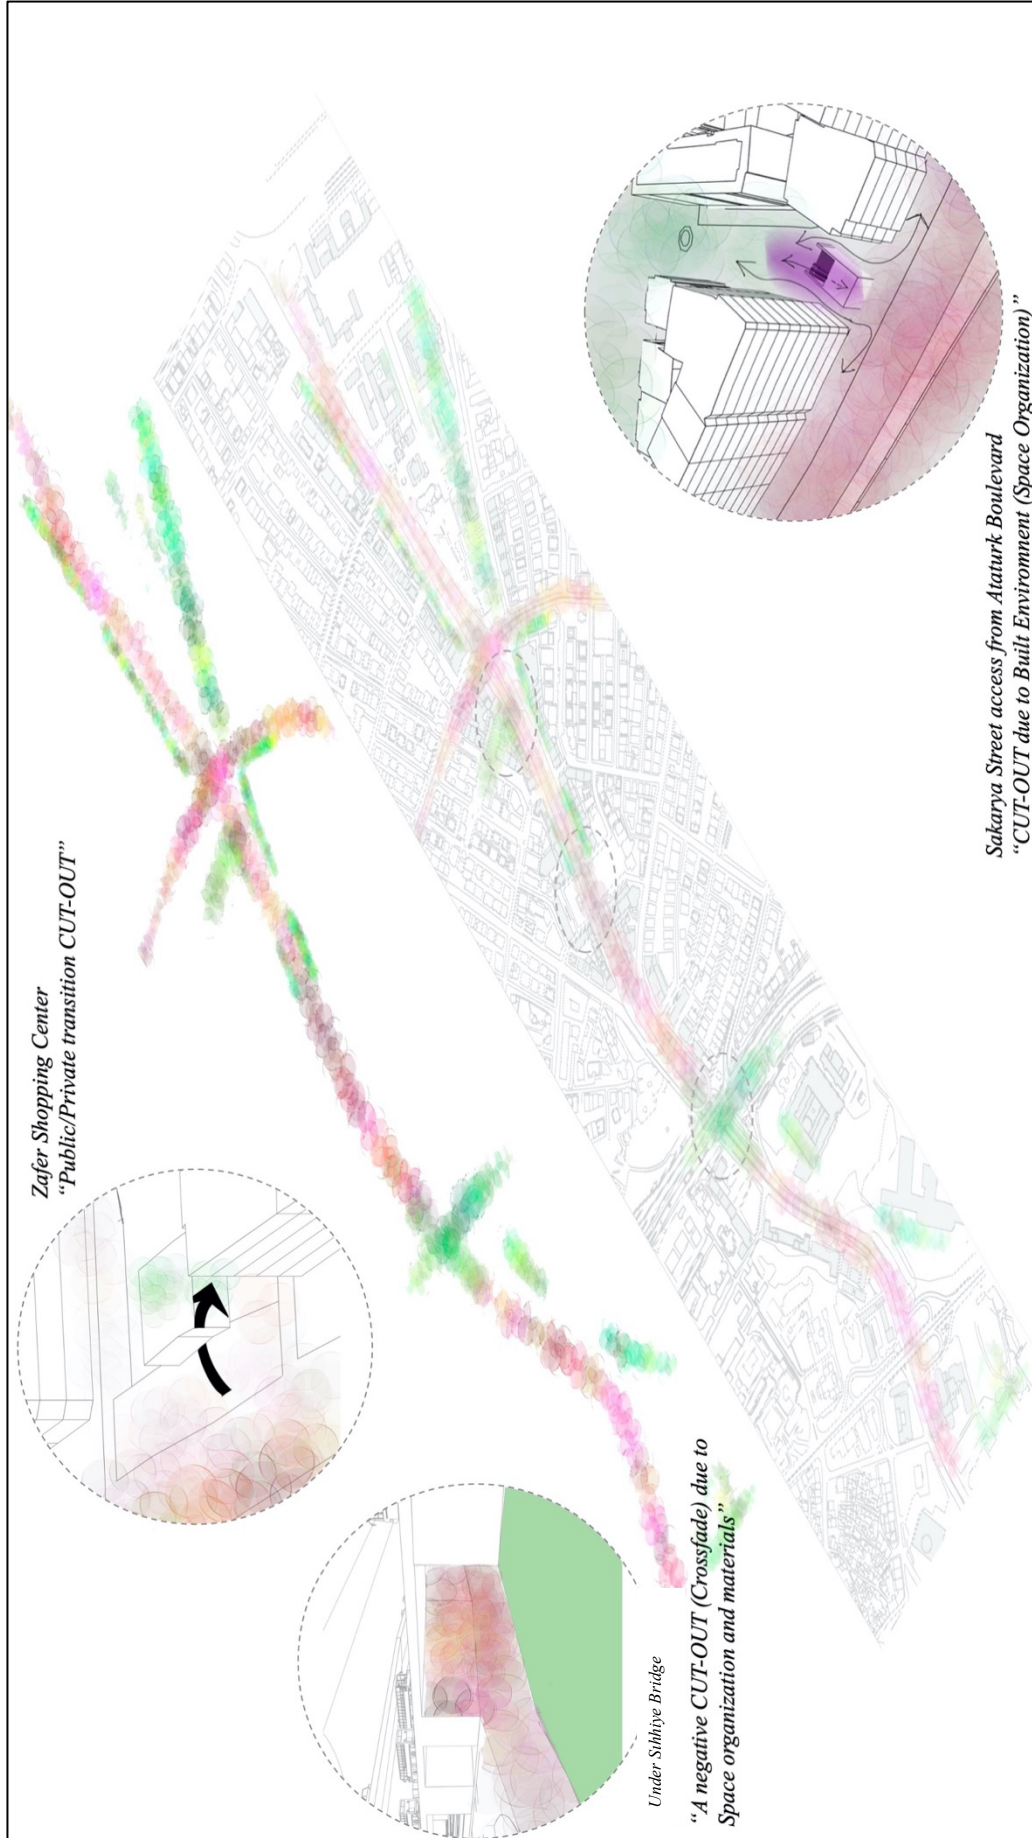 Zafer Shopping Center
“Public/Private transition CUT-OUT”
Under Sıhhiye Bridge
“A negative CUT-OUT (Crossfade) due to
Space organization and materials”
Sakarya Street access from Ataturk Boulevard
“CUT-OUT due to Built Environment (Space Organization)”